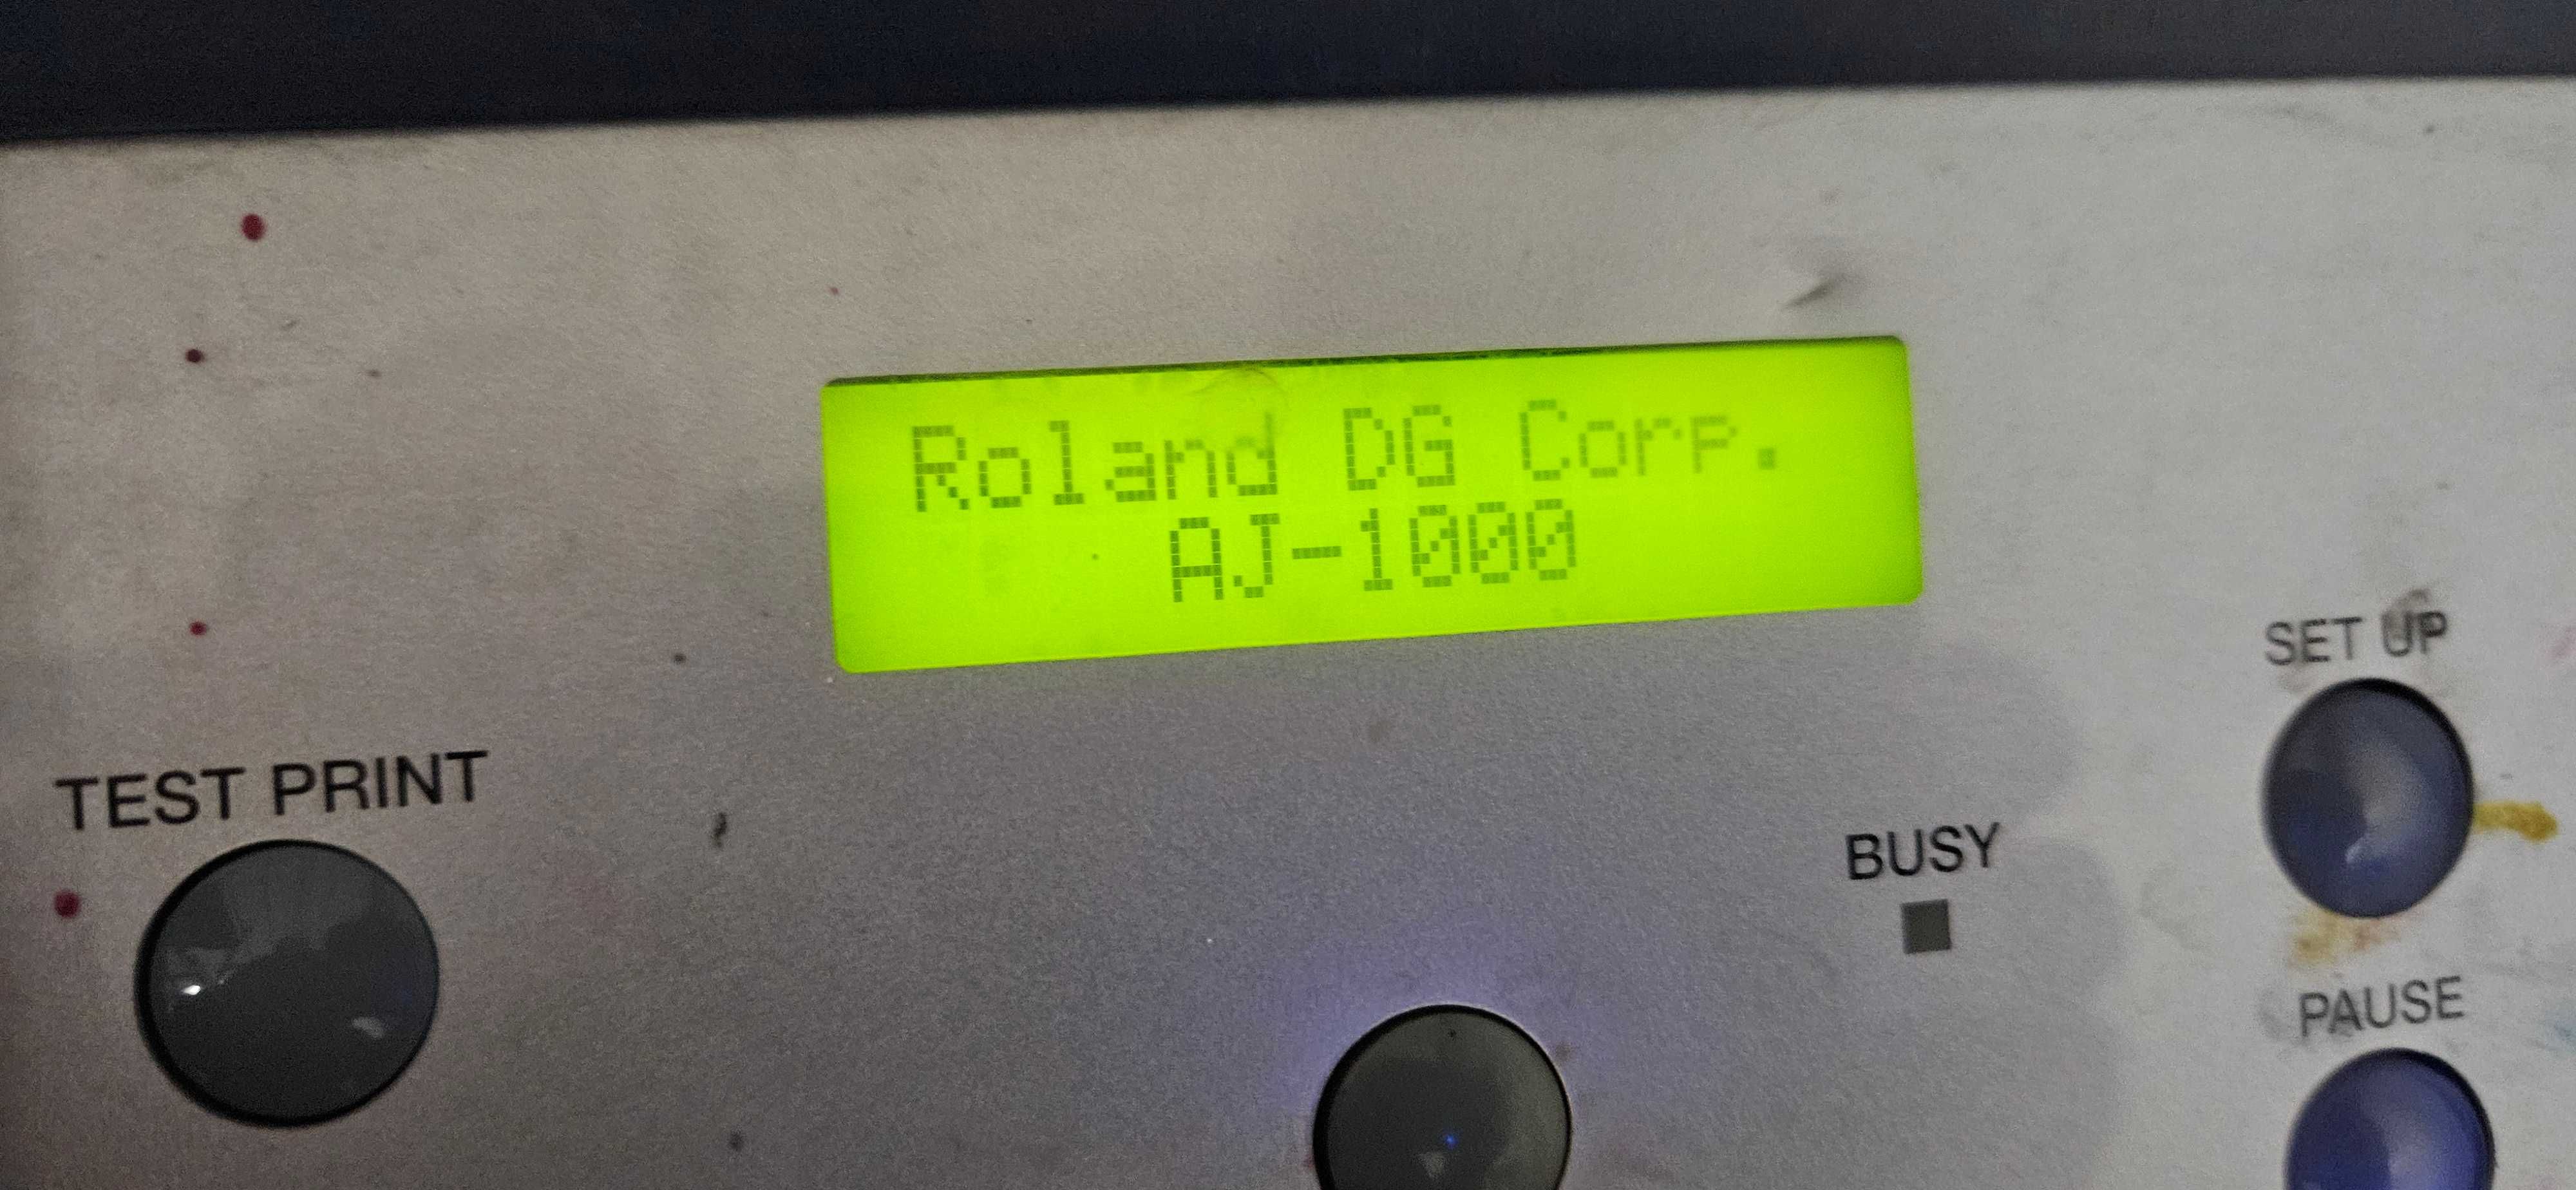 Roland DG Corp.
AJ-1000
SET UP
TEST PRINT
BUSY
PAUSE